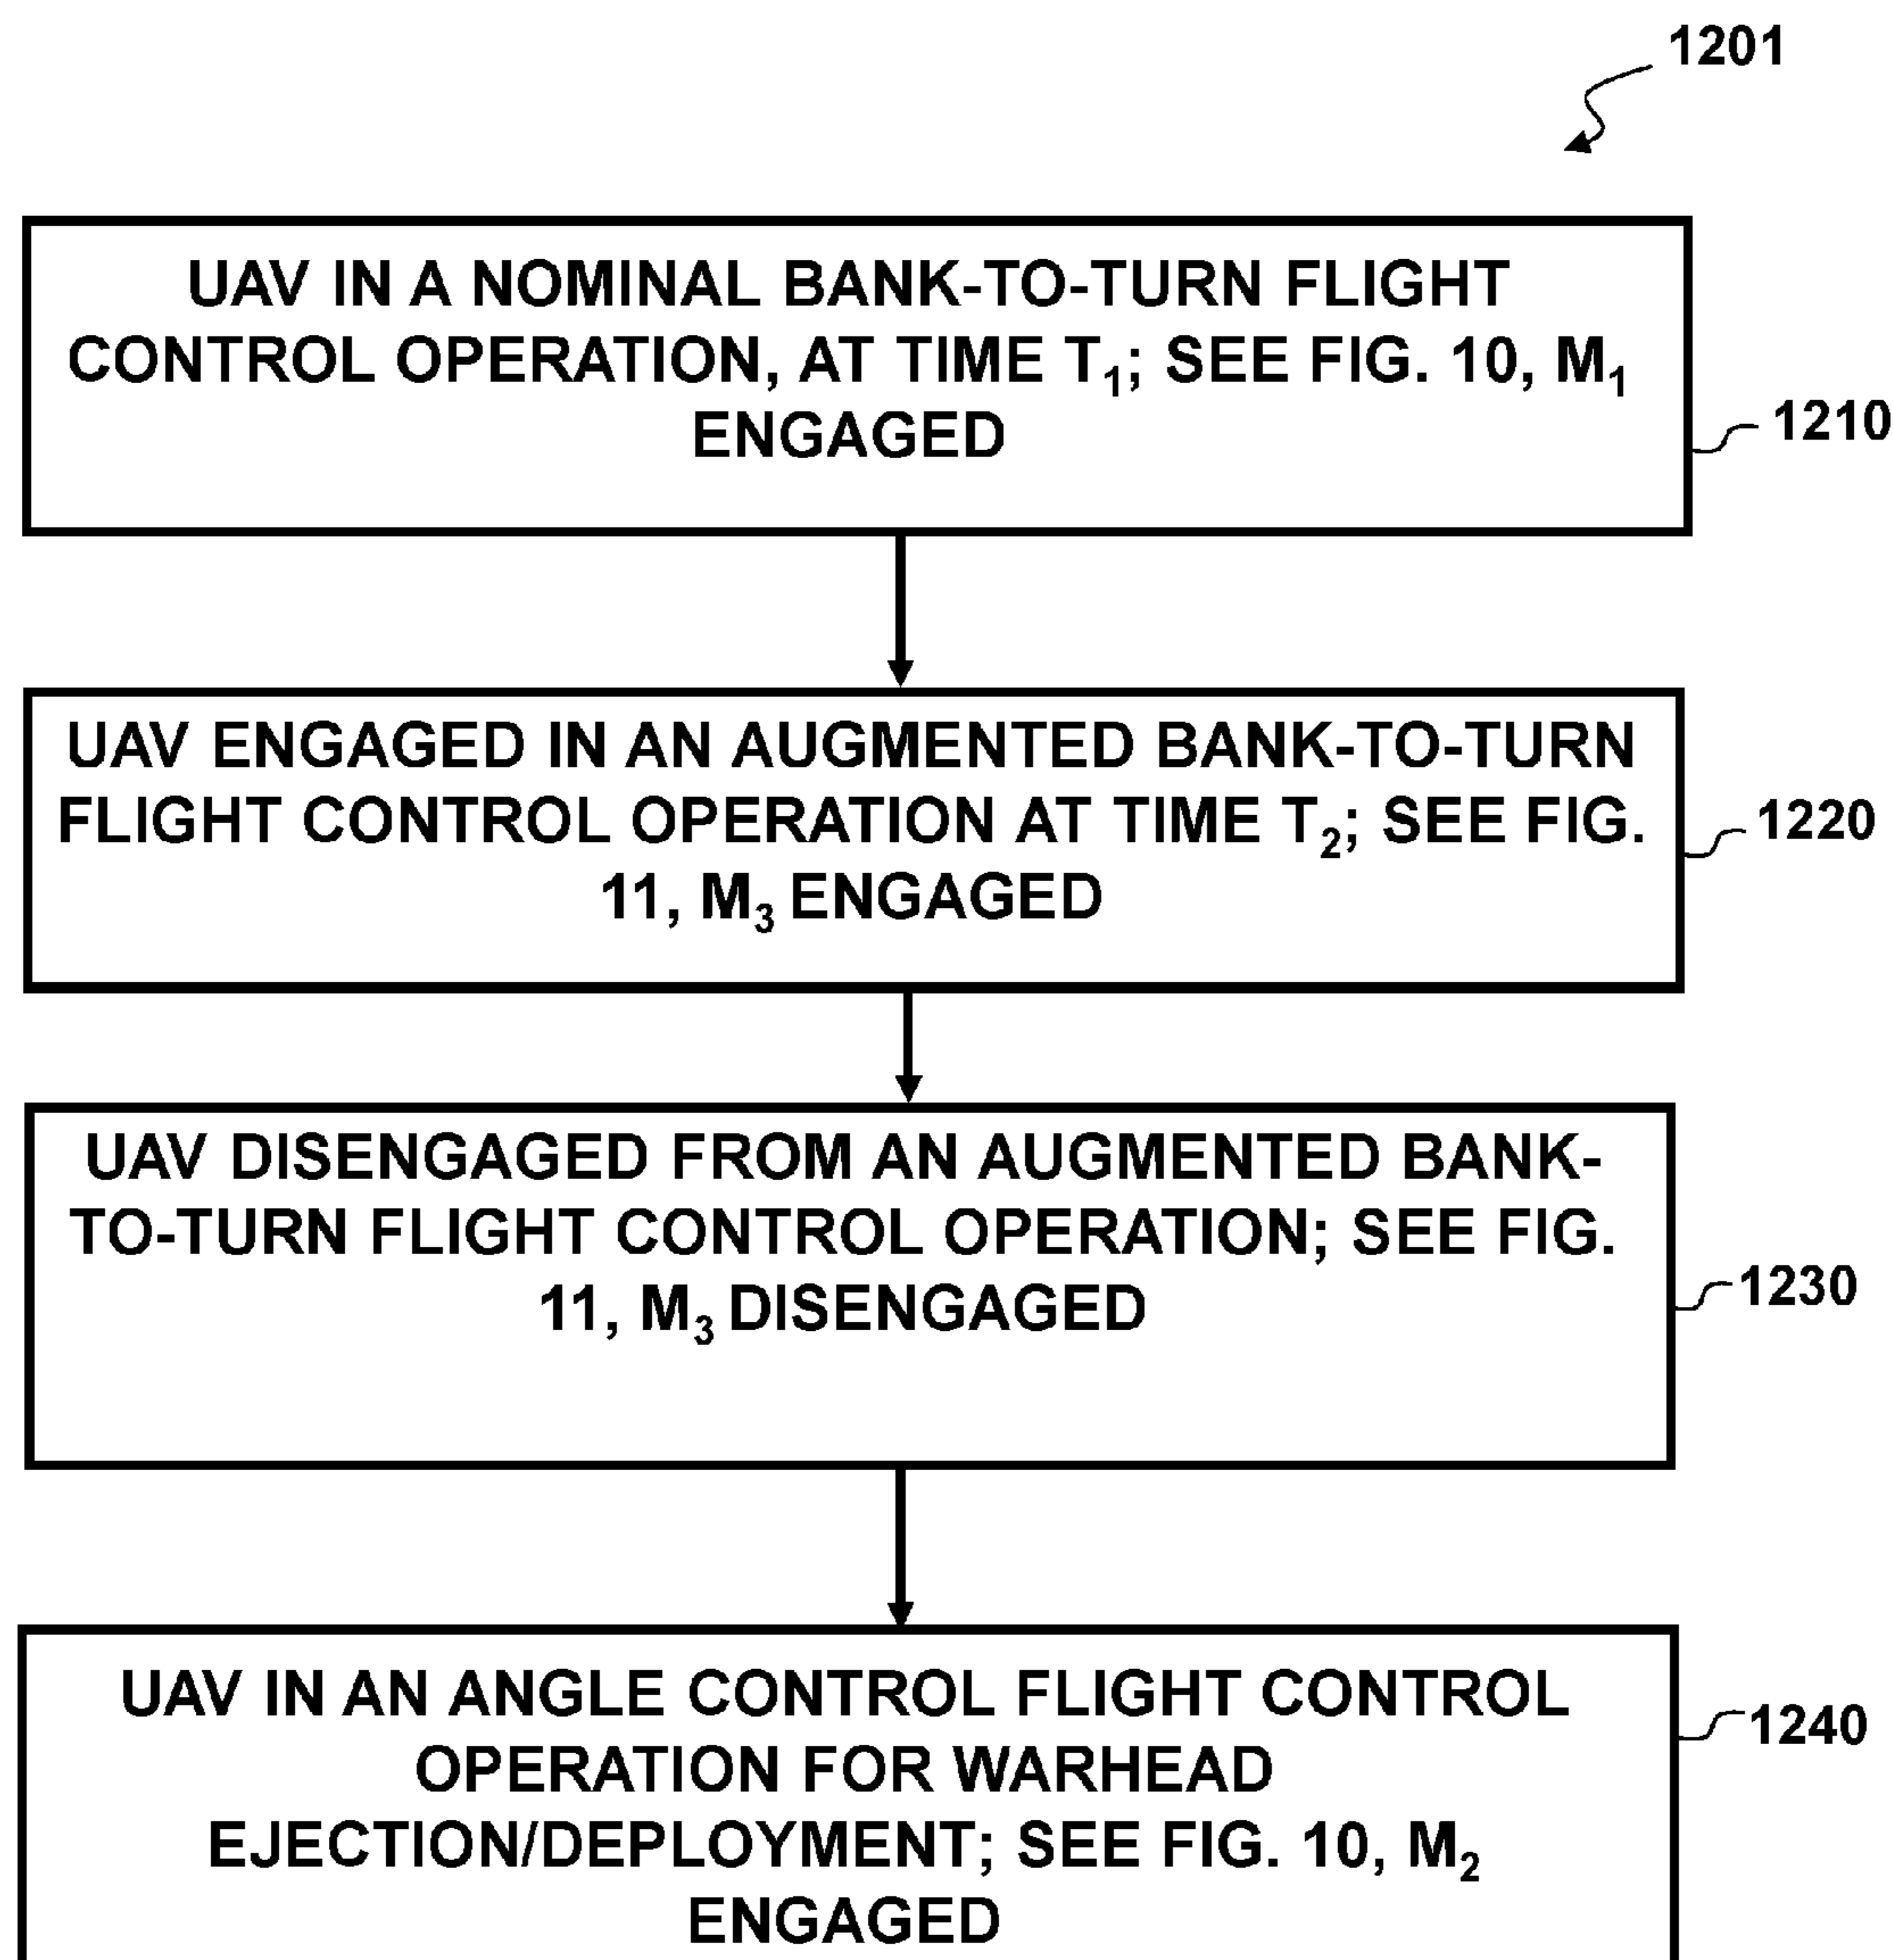 1201
UAV IN A NOMINAL BANK-TO-TURN FLIGHT
CONTROL OPERATION, AT TIME T₁; SEE FIG. 10, M₁
ENGAGED
1210
UAV ENGAGED IN AN AUGMENTED BANK-TO-TURN
FLIGHT CONTROL OPERATION AT TIME T₂; SEE FIG.
11, M₃ ENGAGED
1220
UAV DISENGAGED FROM AN AUGMENTED BANK-
TO-TURN FLIGHT CONTROL OPERATION; SEE FIG.
11, M₃ DISENGAGED
1230
UAV IN AN ANGLE CONTROL FLIGHT CONTROL
OPERATION FOR WARHEAD
EJECTION/DEPLOYMENT; SEE FIG. 10, M₂
ENGAGED
1240